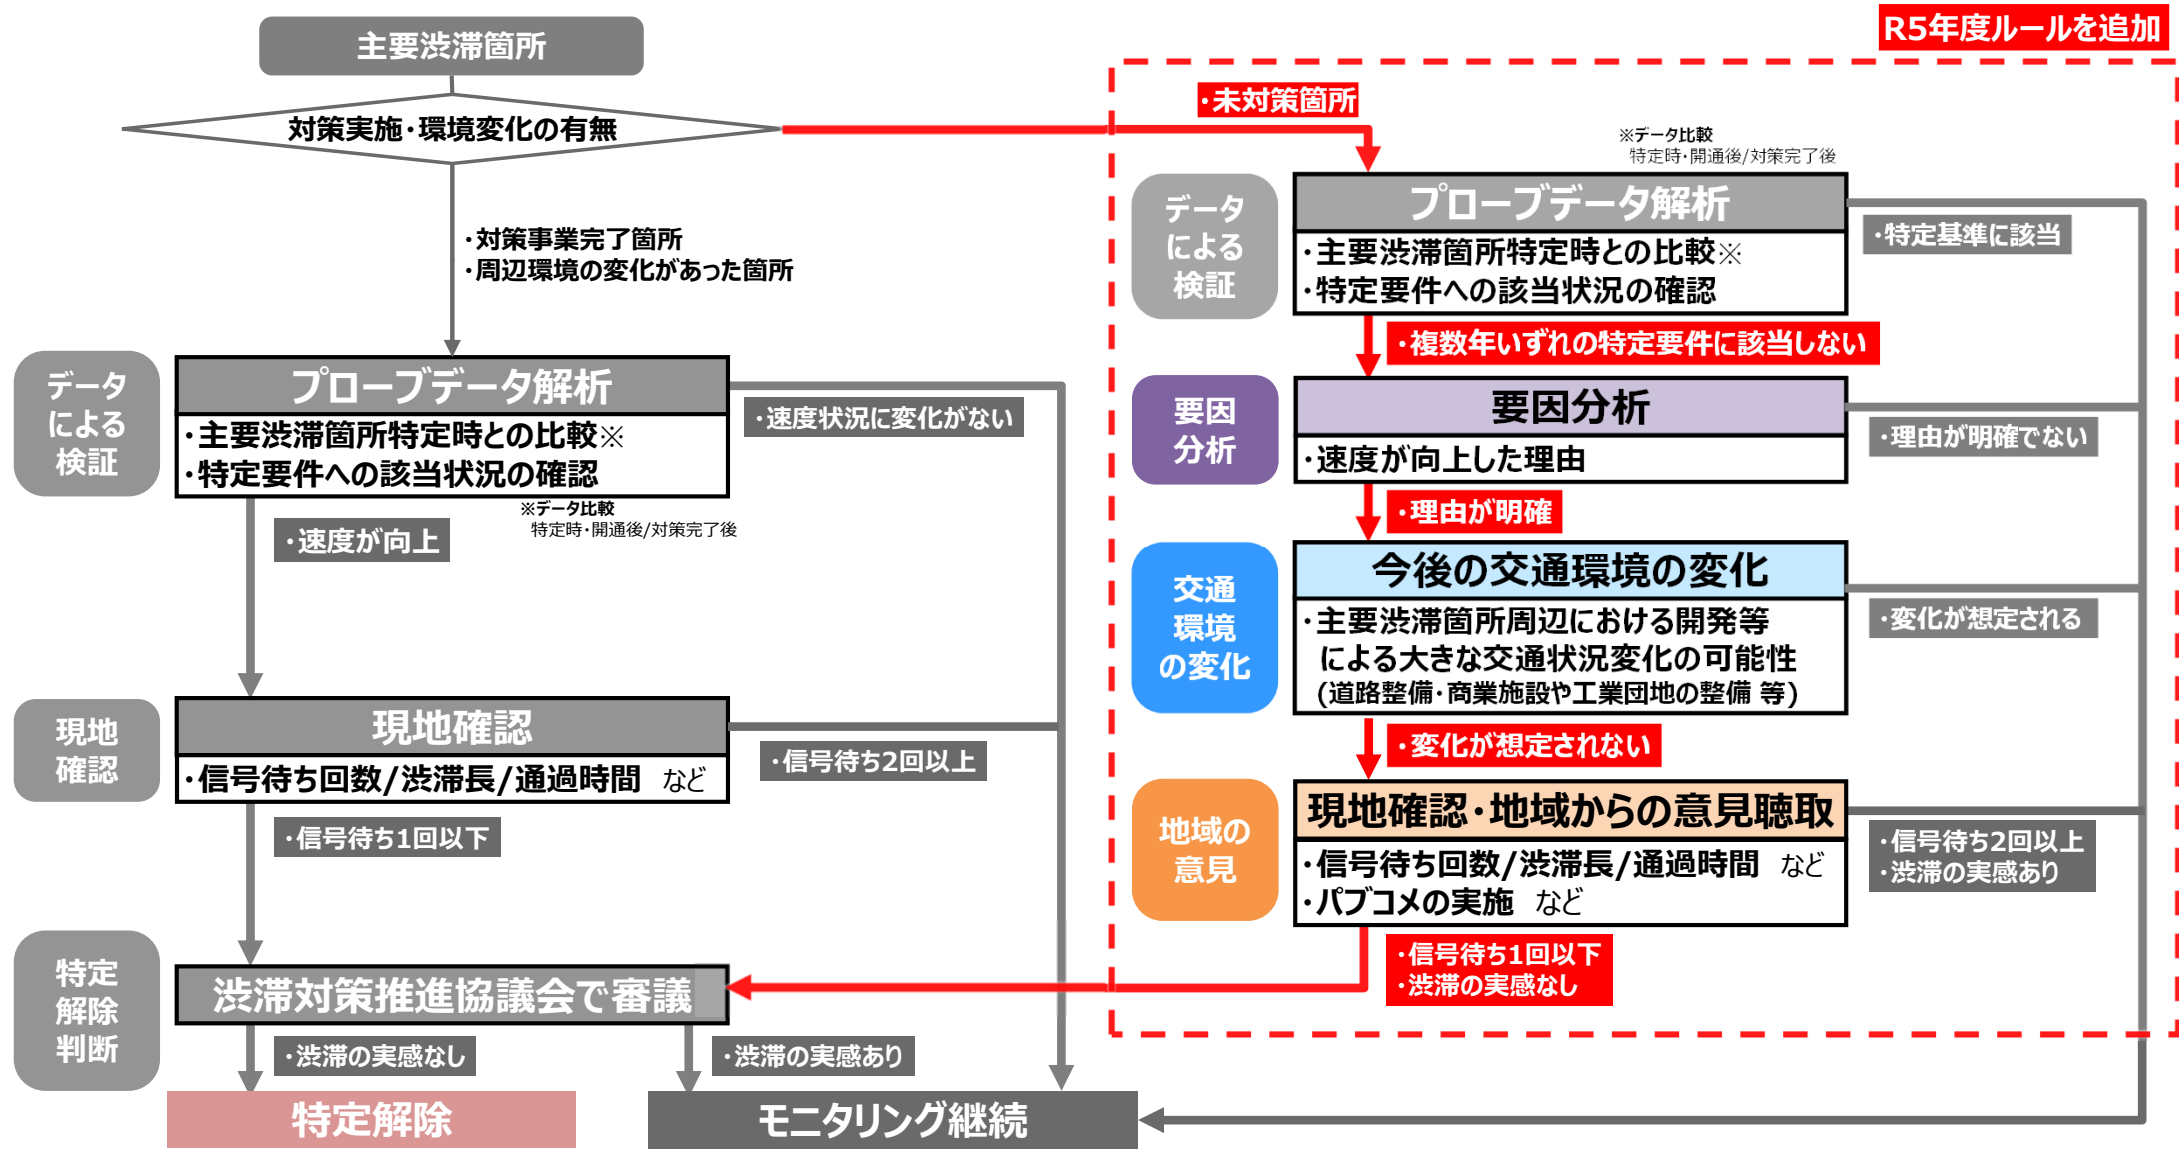 主要渋滞箇所
対策実施・環境変化の有無
・対策事業完了箇所
・周辺環境の変化があった箇所
データ
による
検証
プローブデータ解析
・主要渋滞箇所特定時との比較※
・特定要件への該当状況の確認
・速度状況に変化がない
※データ比較
特定時・開通後/対策完了後
・速度が向上
現地
確認
現地確認
・信号待ち回数/渋滞長/通過時間 など
・信号待ち2回以上
・信号待ち1回以下
特定
解除
判断
渋滞対策推進協議会で審議
・渋滞の実感なし
・渋滞の実感あり
特定解除
モニタリング継続
R5年度ルールを追加
・未対策箇所
※データ比較
特定時・開通後/対策完了後
データ
による
検証
プローブデータ解析
・主要渋滞箇所特定時との比較※
・特定要件への該当状況の確認
・特定基準に該当
・複数年いずれの特定要件に該当しない
要因
分析
要因分析
・速度が向上した理由
・理由が明確でない
・理由が明確
交通
環境
の変化
今後の交通環境の変化
・主要渋滞箇所周辺における開発等
による大きな交通状況変化の可能性
(道路整備・商業施設や工業団地の整備 等)
・変化が想定される
・変化が想定されない
地域の
意見
現地確認・地域からの意見聴取
・信号待ち回数/渋滞長/通過時間 など
・パブコメの実施 など
・信号待ち2回以上
・渋滞の実感あり
・信号待ち1回以下
・渋滞の実感なし